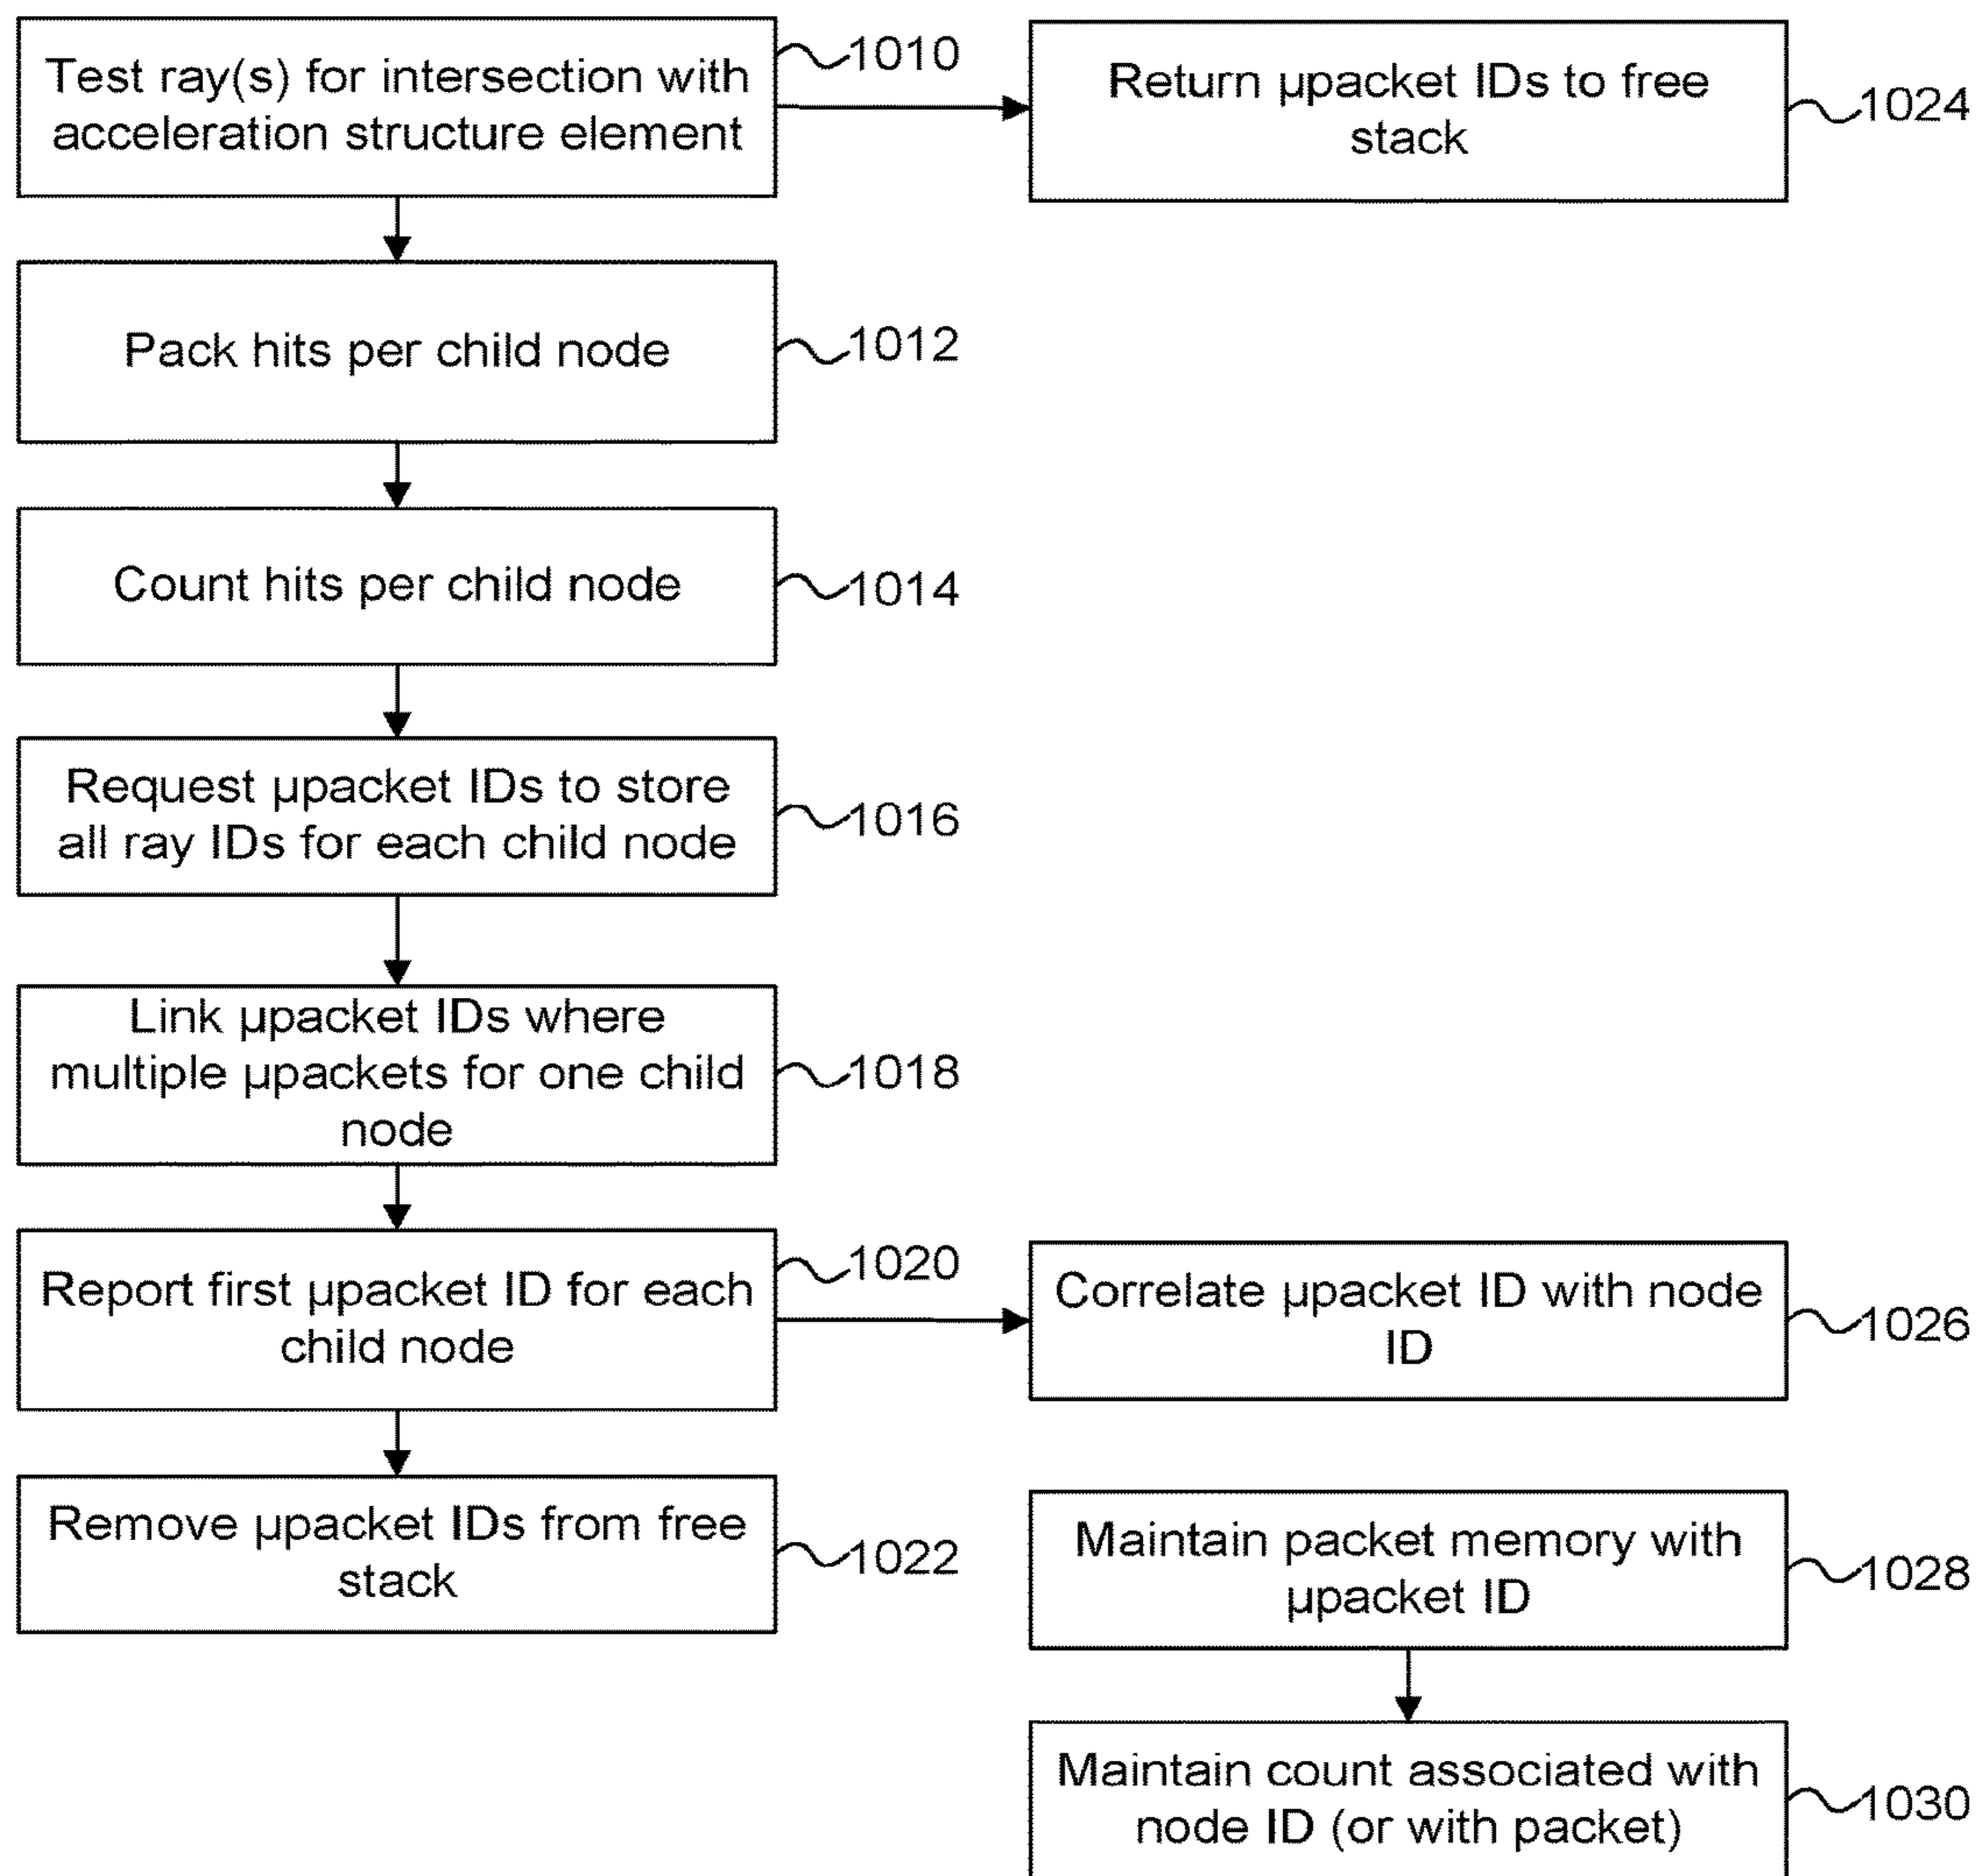 Test ray(s) for intersection with
acceleration structure element
1010
Return µpacket IDs to free
stack
1024
Pack hits per child node
1012
Count hits per child node
1014
Request µpacket IDs to store
all ray IDs for each child node
1016
Link µpacket IDs where
multiple µpackets for one child
node
1018
Report first µpacket ID for each
child node
1020
Correlate µpacket ID with node
ID
1026
Remove µpacket IDs from free
stack
1022
Maintain packet memory with
µpacket ID
1028
Maintain count associated with
node ID (or with packet)
1030